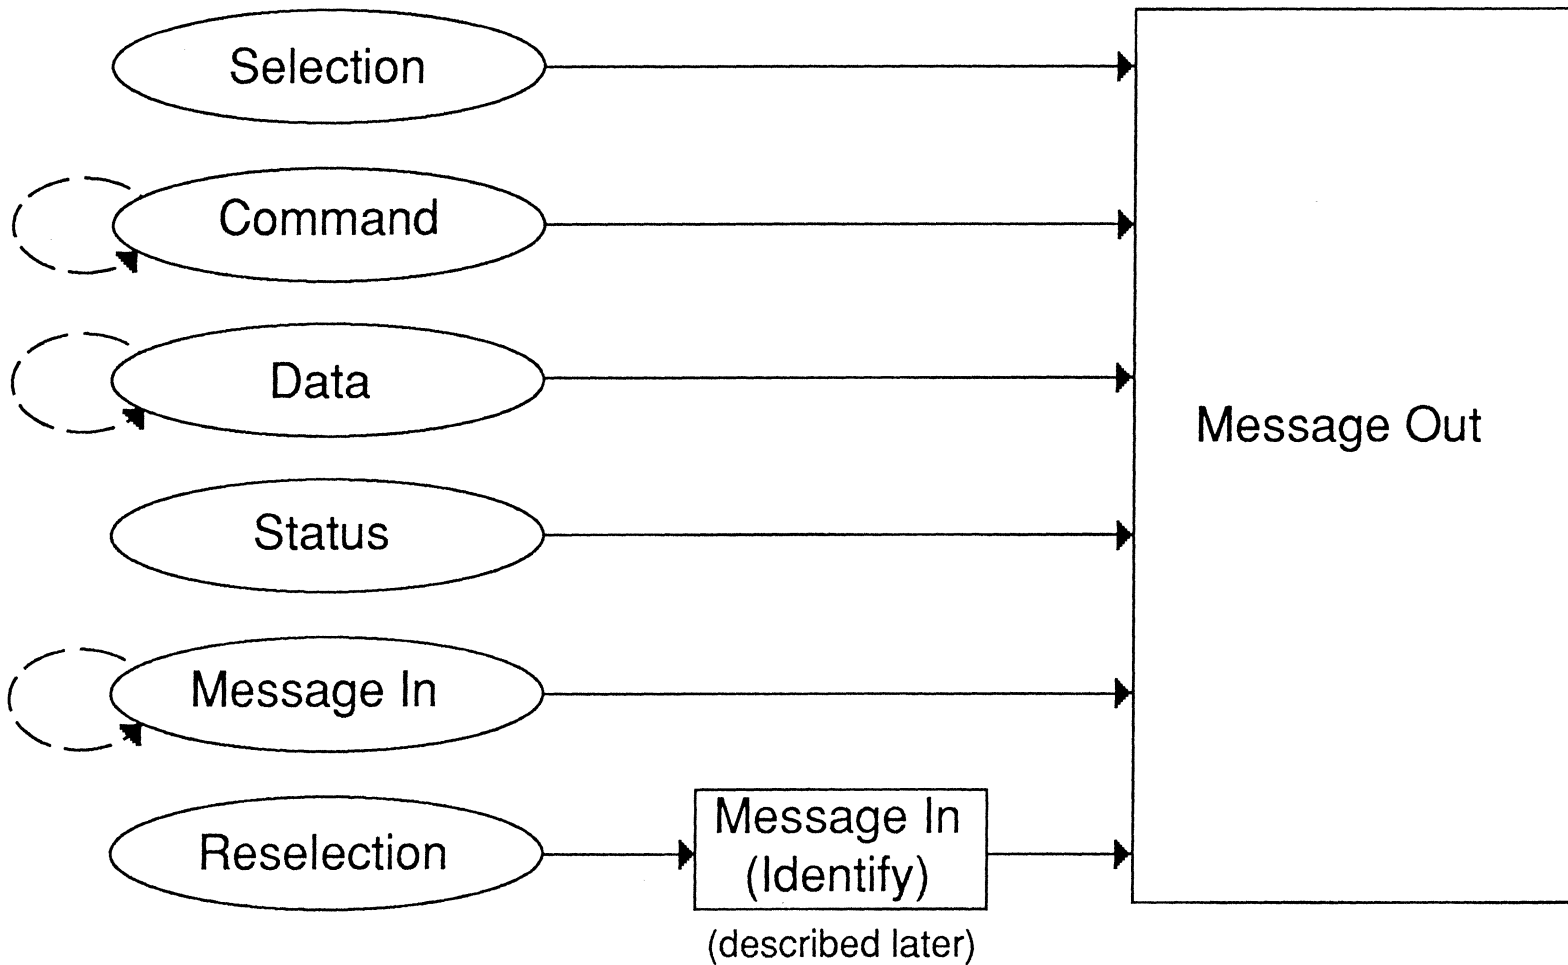 Selection
Command
Data
Message Out
Status
Message In
Reselection
Message In
(Identify)
(described later)